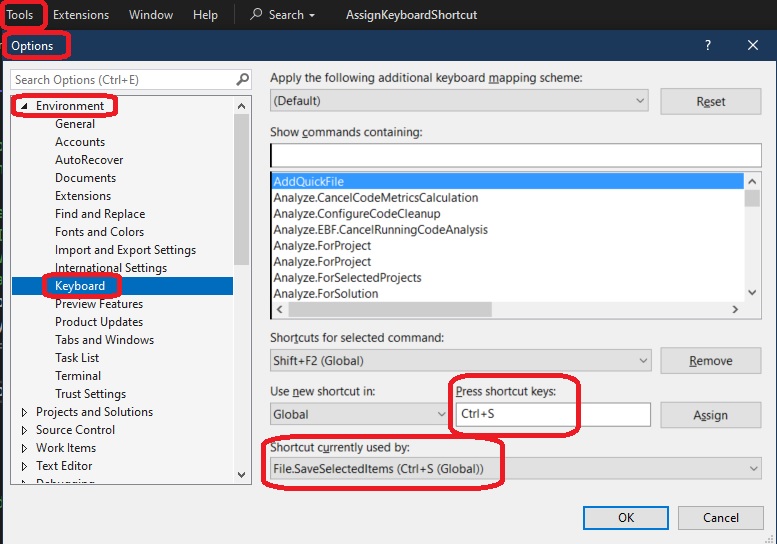 Tools Extensions Window Help Search AssignKeyboardShortcut
Options ?
Search Options (Ctrl+E)
Environment
General
Accounts
AutoRecover
Documents
Extensions
Find and Replace
Fonts and Colors
Import and Export Settings
International Settings
Keyboard
Preview Features
Product Updates
Tabs and Windows
Task List
Terminal
Trust Settings
Projects and Solutions
Source Control
Work Items
Text Editor
Debugging
Apply the following additional keyboard mapping scheme:
(Default) Reset
Show commands containing:
AddQuickFile
Analyze.CancelCodeMetricsCalculation
Analyze.ConfigureCodeCleanup
Analyze.EBF.CancelRunningCodeAnalysis
Analyze.ForProject
Analyze.ForProject
Analyze.ForSelectedProjects
Analyze.ForSolution
Shortcuts for selected command:
Shift+F2 (Global) Remove
Use new shortcut in: Press shortcut keys:
Global Ctrl+S Assign
Shortcut currently used by:
File.SaveSelectedItems (Ctrl+S (Global))
OK Cancel